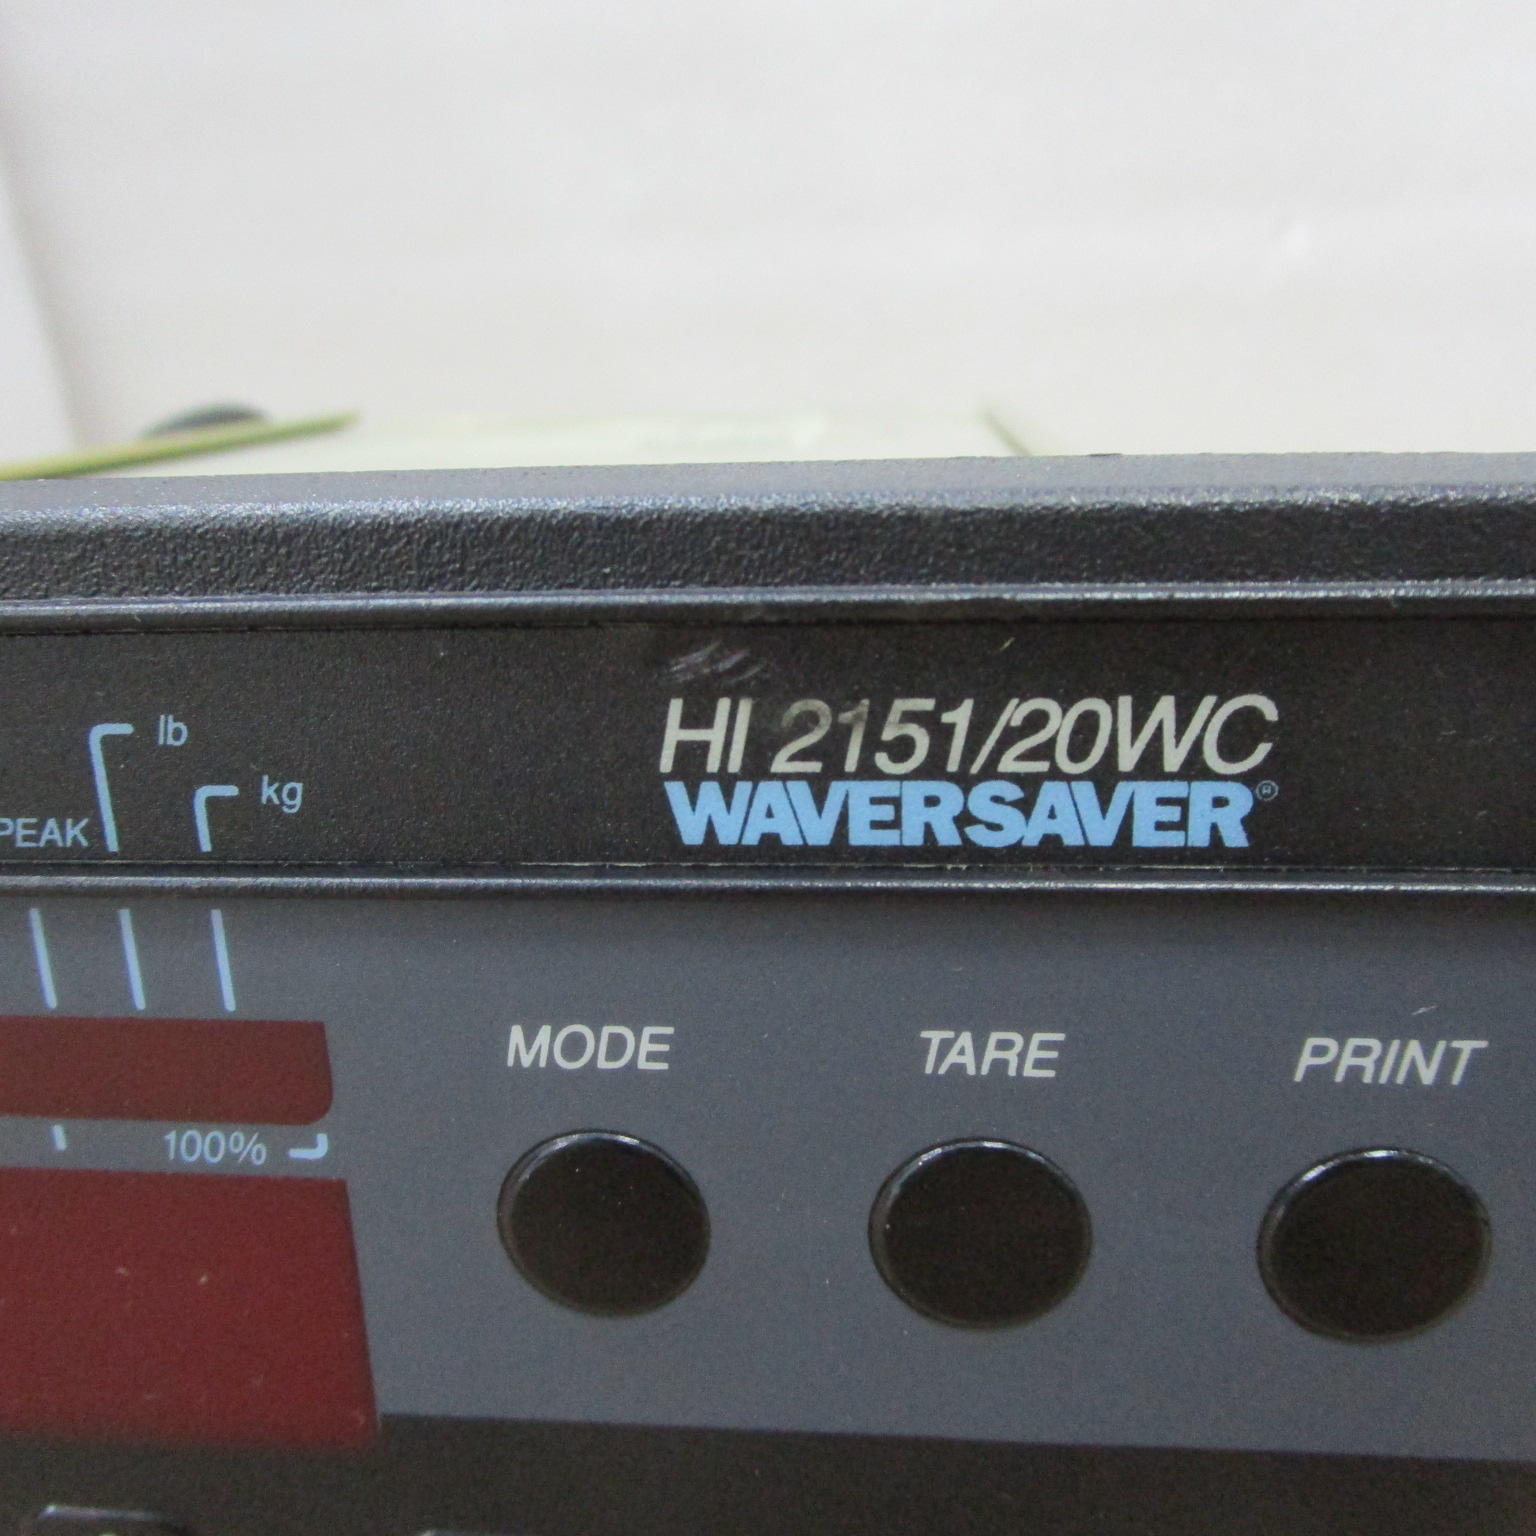 HI 2151/20WC
WAVERSAVER®
lb
kg
PEAK
MODE
TARE
PRINT
100%